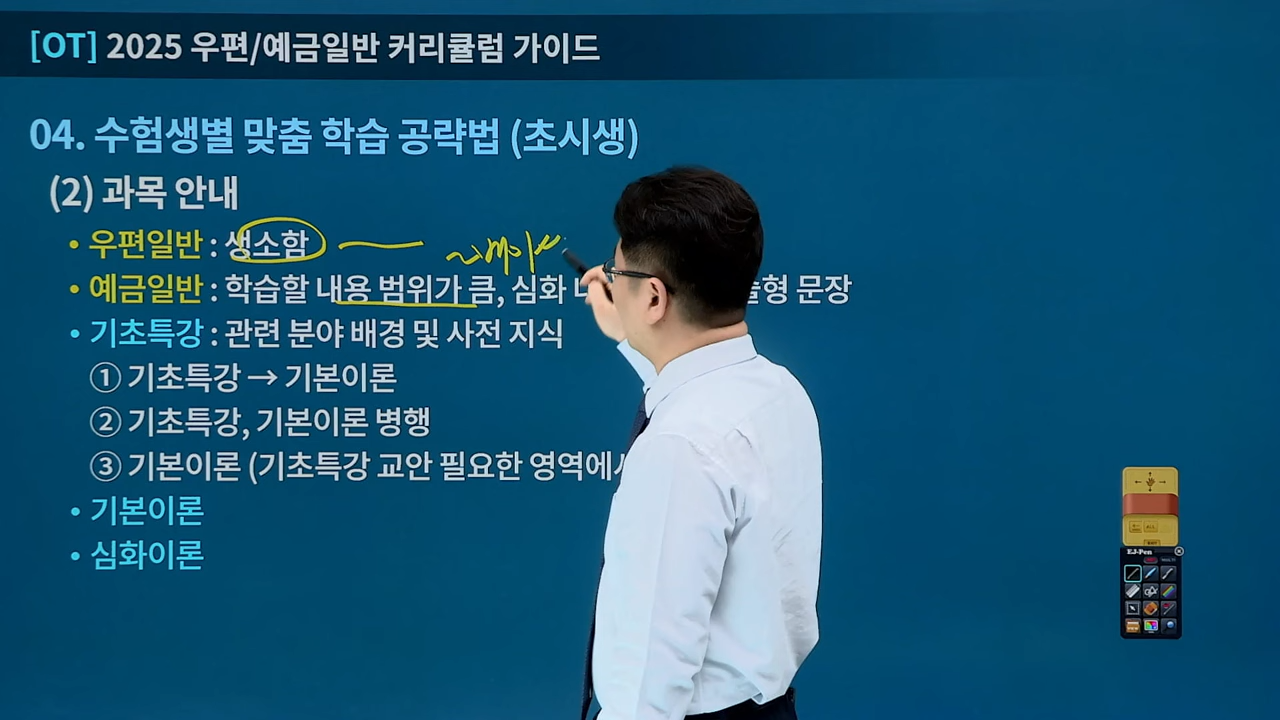 [OT] 2025 우편/예금일반 커리큘럼 가이드
04. 수험생별 맞춤 학습 공략법 (초시생)
(2) 과목 안내
• 우편일반 : 생소함
• 예금일반 : 학습할 내용 범위가 큼, 심화 문장
• 기초특강 : 관련 분야 배경 및 사전 지식
① 기초특강 → 기본이론
② 기초특강, 기본이론 병행
③ 기본이론 (기초특강 교안 필요한 영역에서
• 기본이론
• 심화이론
EJ-Pen